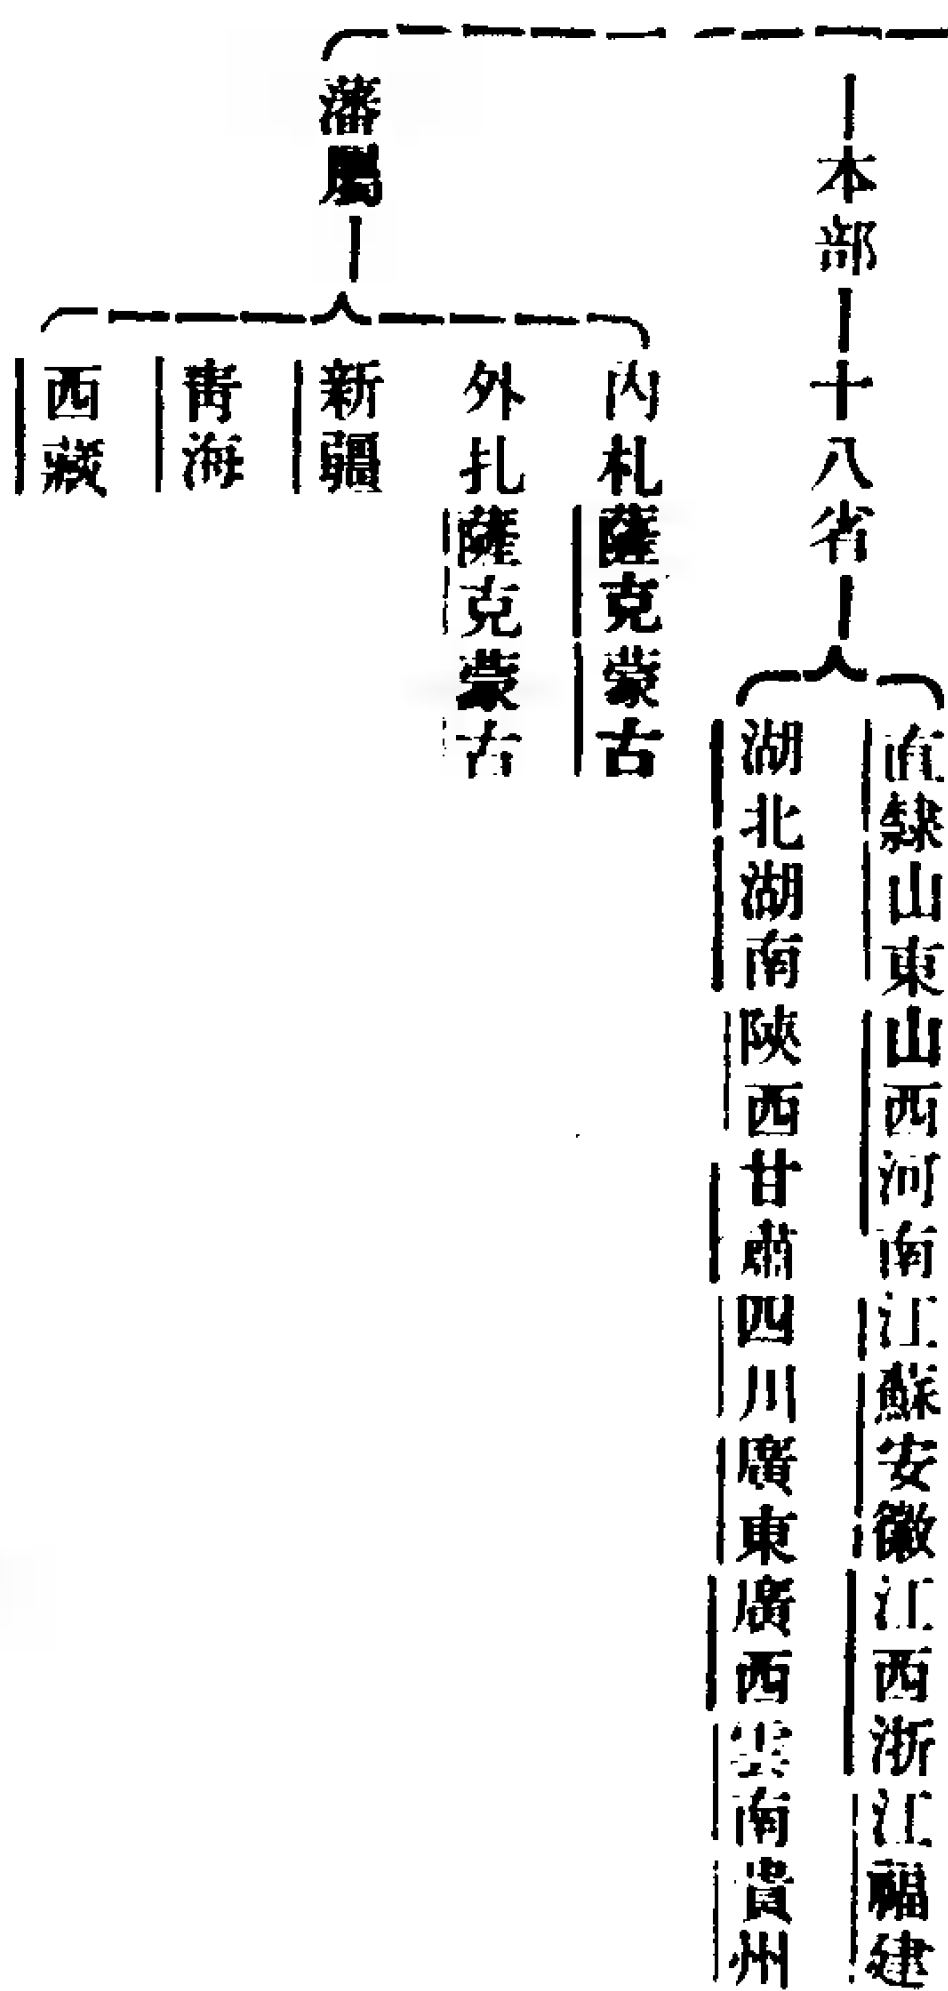 本部
十八省
直隸山東山西河南江蘇安徽江西浙江福建
湖北湖南陝西甘肅四川廣東廣西雲南貴州
藩屬
內札薩克蒙古
外扎薩克蒙古
新疆
靑海
西藏